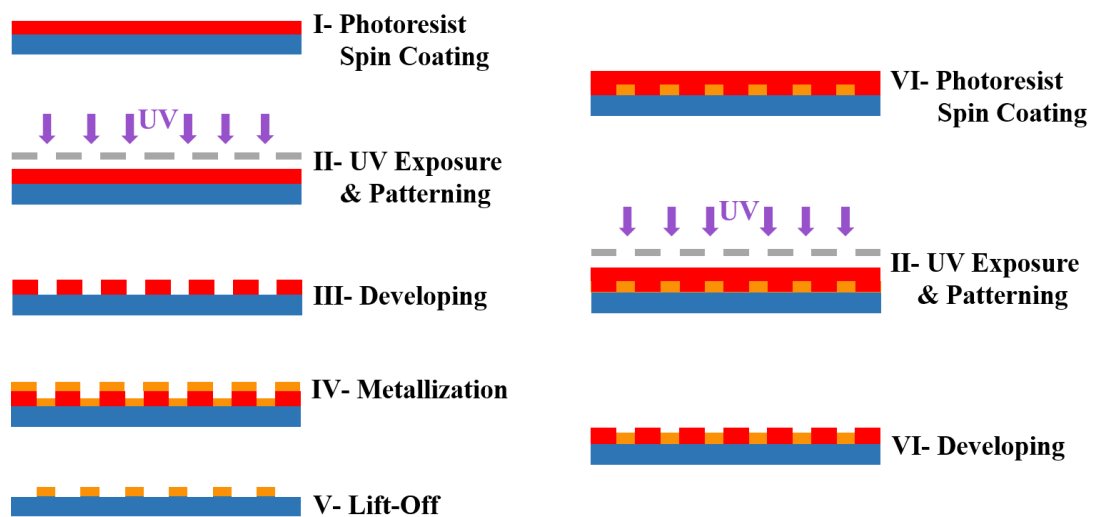 I- Photoresist
Spin Coating
UV
II- UV Exposure
& Patterning
III- Developing
IV- Metallization
V- Lift-Off
VI- Photoresist
Spin Coating
UV
II- UV Exposure
& Patterning
VI- Developing